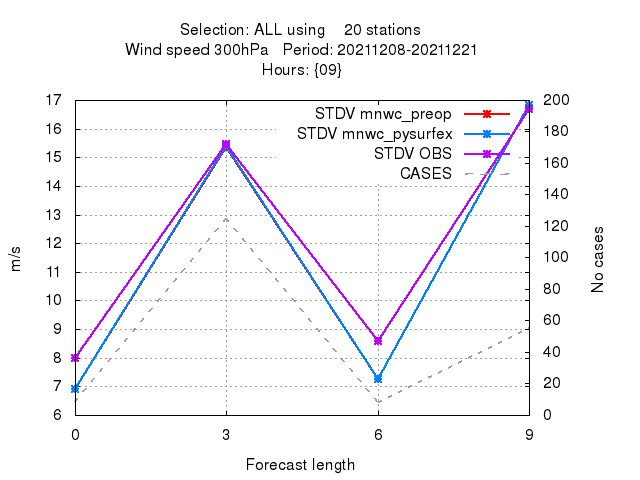 Selection: ALL using    20 stations
Wind speed 300hPa   Period: 20211208-20211221
Hours: {09}
17
16
15
14
13
12
11
10
9
8
7
6
m/s
STDV mnwc_preop
STDV mnwc_pysurfex
STDV OBS
CASES
200
180
160
140
120
100
80
60
40
20
0
No cases
0
3
6
9
Forecast length